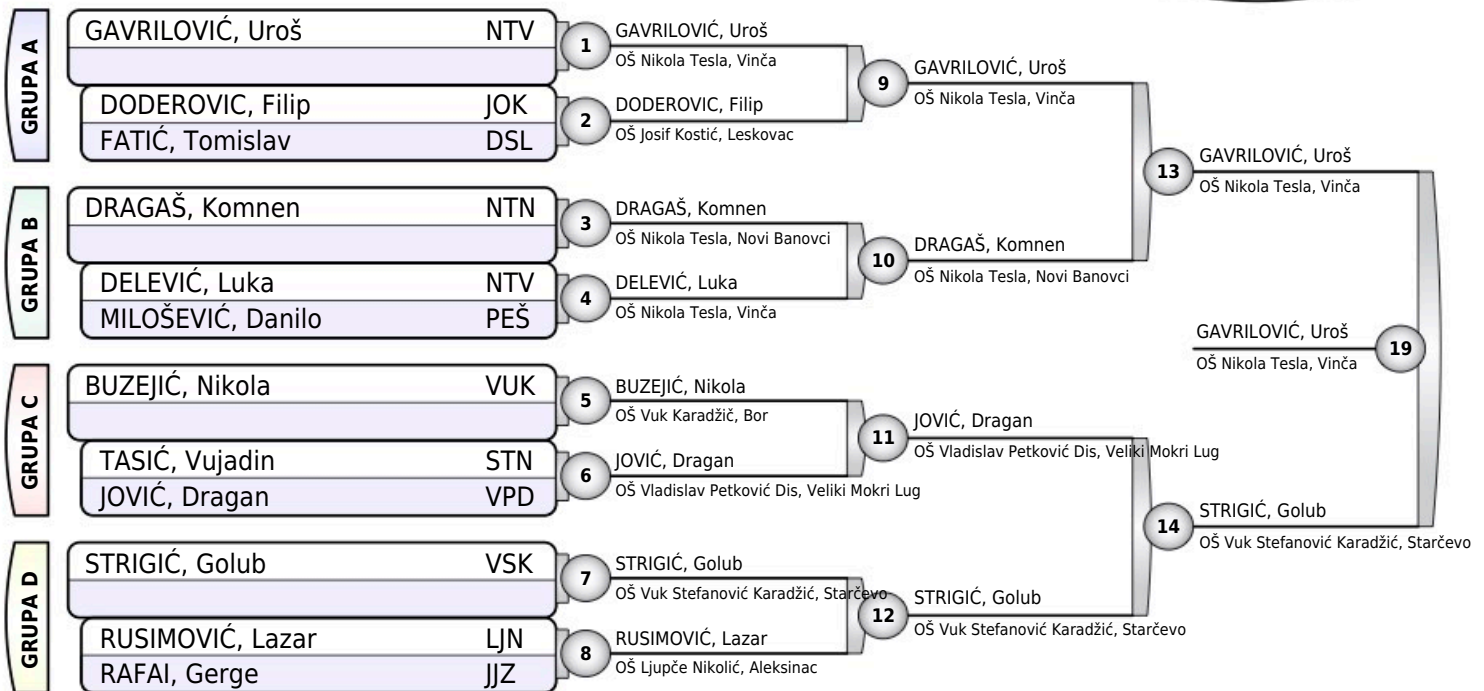 GRUPA A
GAVRILOVIĆ, Uroš NTV
DODEROVIC, Filip JOK
FATIĆ, Tomislav DSL
GRUPA B
DRAGAŠ, Komnen NTN
DELEVIĆ, Luka NTV
MILOŠEVIĆ, Danilo PEŠ
GRUPA C
BUZEJIĆ, Nikola VUK
TASIĆ, Vujadin STN
JOVIĆ, Dragan VPD
GRUPA D
STRIGIĆ, Golub VSK
RUSIMOVIĆ, Lazar LJN
RAFAI, Gerge JJZ
1
GAVRILOVIĆ, Uroš
OŠ Nikola Tesla, Vinča
2
DODEROVIC, Filip
OŠ Josif Kostić, Leskovac
3
DRAGAŠ, Komnen
OŠ Nikola Tesla, Novi Banovci
4
DELEVIĆ, Luka
OŠ Nikola Tesla, Vinča
5
BUZEJIĆ, Nikola
OŠ Vuk Karadžič, Bor
6
JOVIĆ, Dragan
OŠ Vladislav Petković Dis, Veliki Mokri Lug
7
STRIGIĆ, Golub
OŠ Vuk Stefanović Karadžić, Starčevo
8
RUSIMOVIĆ, Lazar
OŠ Ljupče Nikolić, Aleksinac
9
GAVRILOVIĆ, Uroš
OŠ Nikola Tesla, Vinča
10
DRAGAŠ, Komnen
OŠ Nikola Tesla, Novi Banovci
11
JOVIĆ, Dragan
OŠ Vladislav Petković Dis, Veliki Mokri Lug
12
STRIGIĆ, Golub
OŠ Vuk Stefanović Karadžić, Starčevo
13
GAVRILOVIĆ, Uroš
OŠ Nikola Tesla, Vinča
14
STRIGIĆ, Golub
OŠ Vuk Stefanović Karadžić, Starčevo
GAVRILOVIĆ, Uroš
OŠ Nikola Tesla, Vinča
19